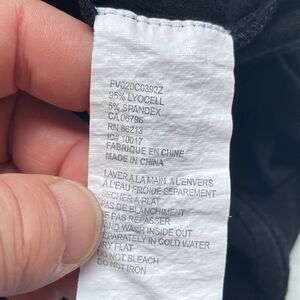 FV020C0392Z
95% LYOCELL
5% SPANDEX
CA 06796
RN 86213
ID# 10017
FABRIQUE EN CHINE
MADE IN CHINA
LAVER A LA MAIN A L'ENVERS
A L'EAU FROIDE SEPAREMENT
SECHER A PLAT
PAS DE BLANCHIMENT
NE PAS REPASSER
HAND WASH INSIDE OUT
SEPARATELY IN COLD WATER
DRY FLAT
DO NOT BLEACH
DO NOT IRON